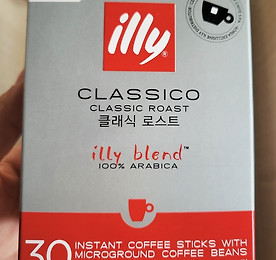 illy
CLASSICO
CLASSIC ROAST
클래식 로스트
illy blend™
100% ARABICA
30 INSTANT COFFEE STICKS WITH
MICROGROUND COFFEE BEANS